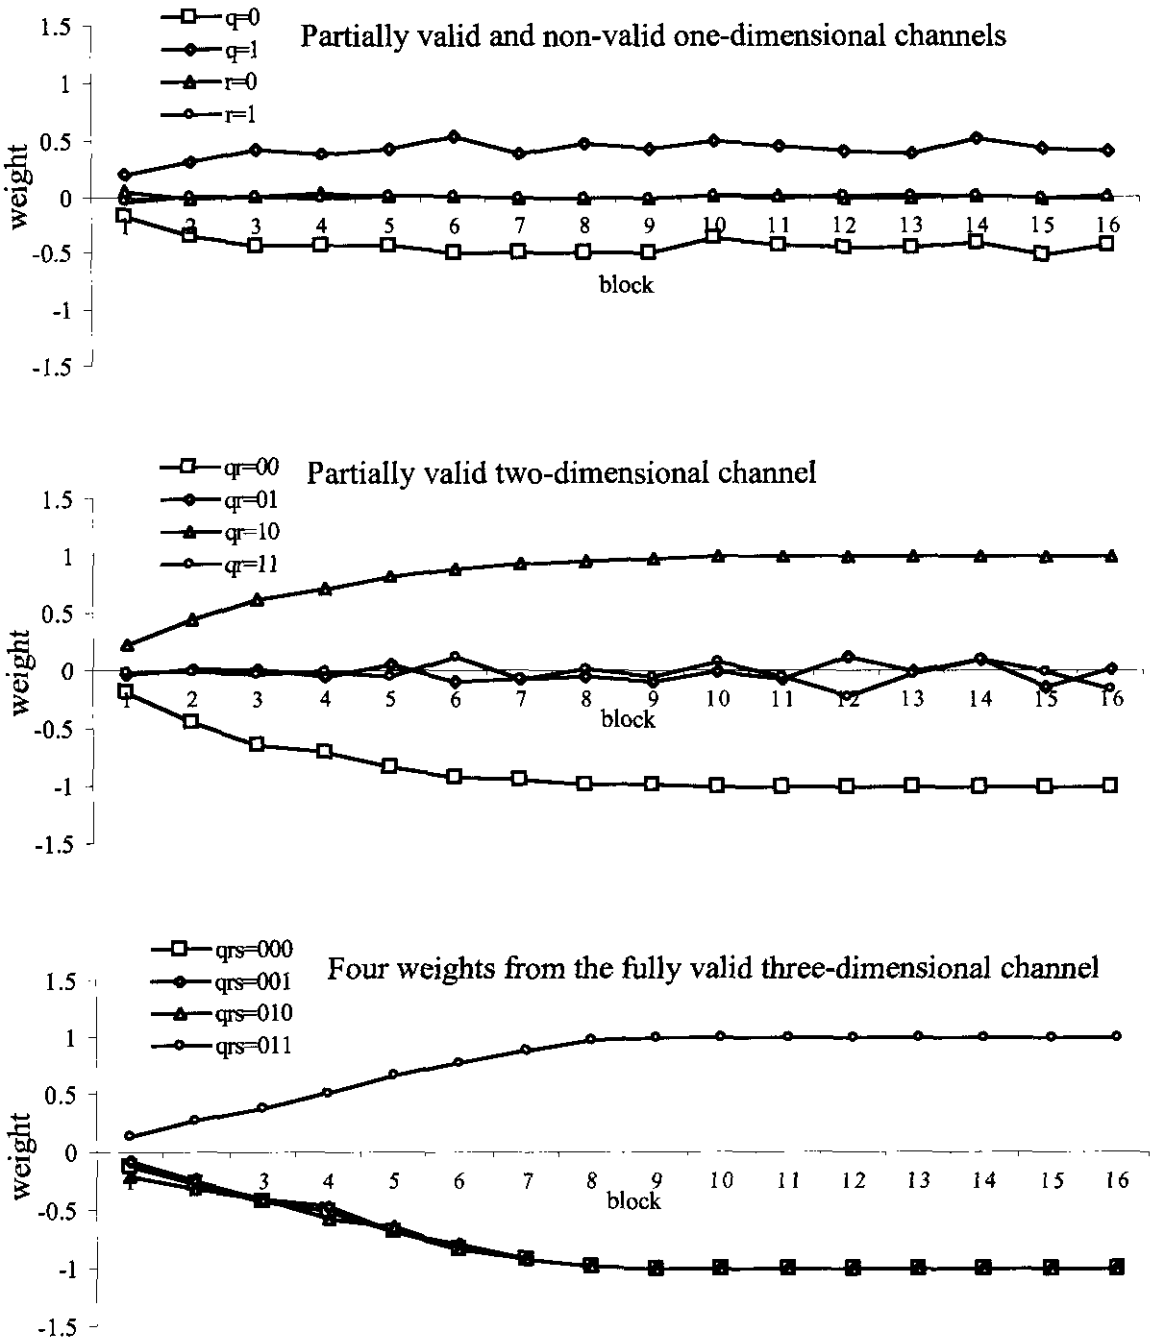 1.5
q=0
q=1
r=0
r=1
Partially valid and non-valid one-dimensional channels
1
0.5
0
-0.5
-1
-1.5
weight
1 2 3 4 5 6 7 8 9 10 11 12 13 14 15 16
block
qr=00
qr=01
qr=10
qr=11
Partially valid two-dimensional channel
1.5
1
0.5
0
-0.5
-1
-1.5
weight
1 2 3 4 5 6 7 8 9 10 11 12 13 14 15 16
block
qrs=000
qrs=001
qrs=010
qrs=011
Four weights from the fully valid three-dimensional channel
1.5
1
0.5
0
-0.5
-1
-1.5
weight
1 2 3 4 5 6 7 8 9 10 11 12 13 14 15 16
block